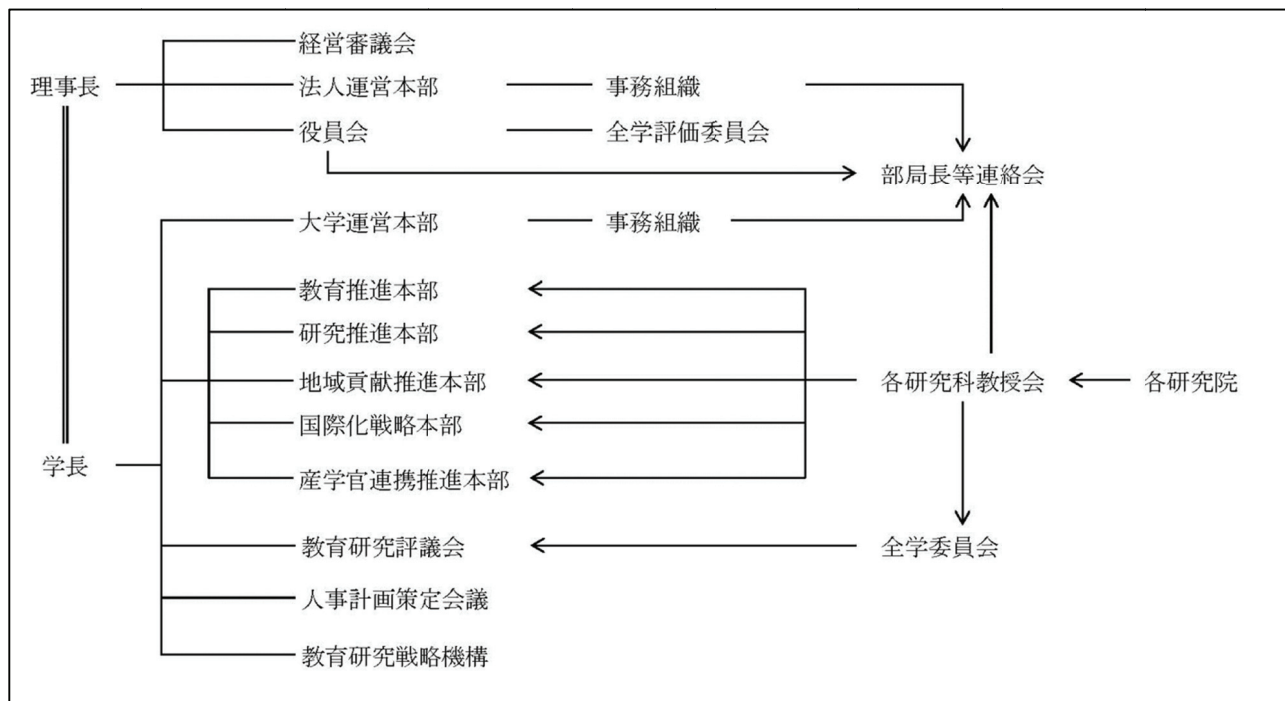 経営審議会
理事長
法人運営本部
事務組織
役員会
全学評価委員会
部局長等連絡会
大学運営本部
事務組織
教育推進本部
研究推進本部
地域貢献推進本部
各研究科教授会
各研究院
国際化戦略本部
学長
産学官連携推進本部
教育研究評議会
全学委員会
人事計画策定会議
教育研究戦略機構